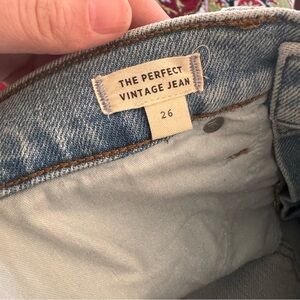 THE PERFECT
VINTAGE JEAN
26